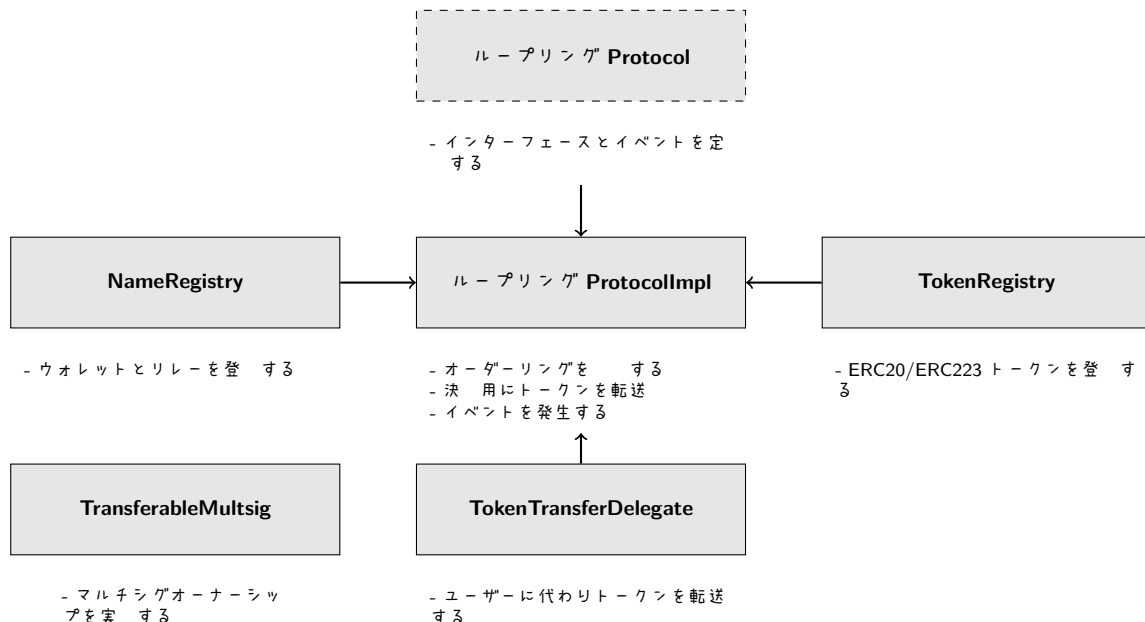 ループリング Protocol
- インターフェースとイベントを定
する
NameRegistry
ループリング ProtocolImpl
TokenRegistry
- ウォレットとリレーを登 する
- オーダーリングを する
- 決 用にトークンを転送
- イベントを発生する
- ERC20/ERC223 トークンを登 す
る
TransferableMultsig
TokenTransferDelegate
- マルチシグオーナーシッ
プを実 する
- ユーザーに代わりトークンを転送
する